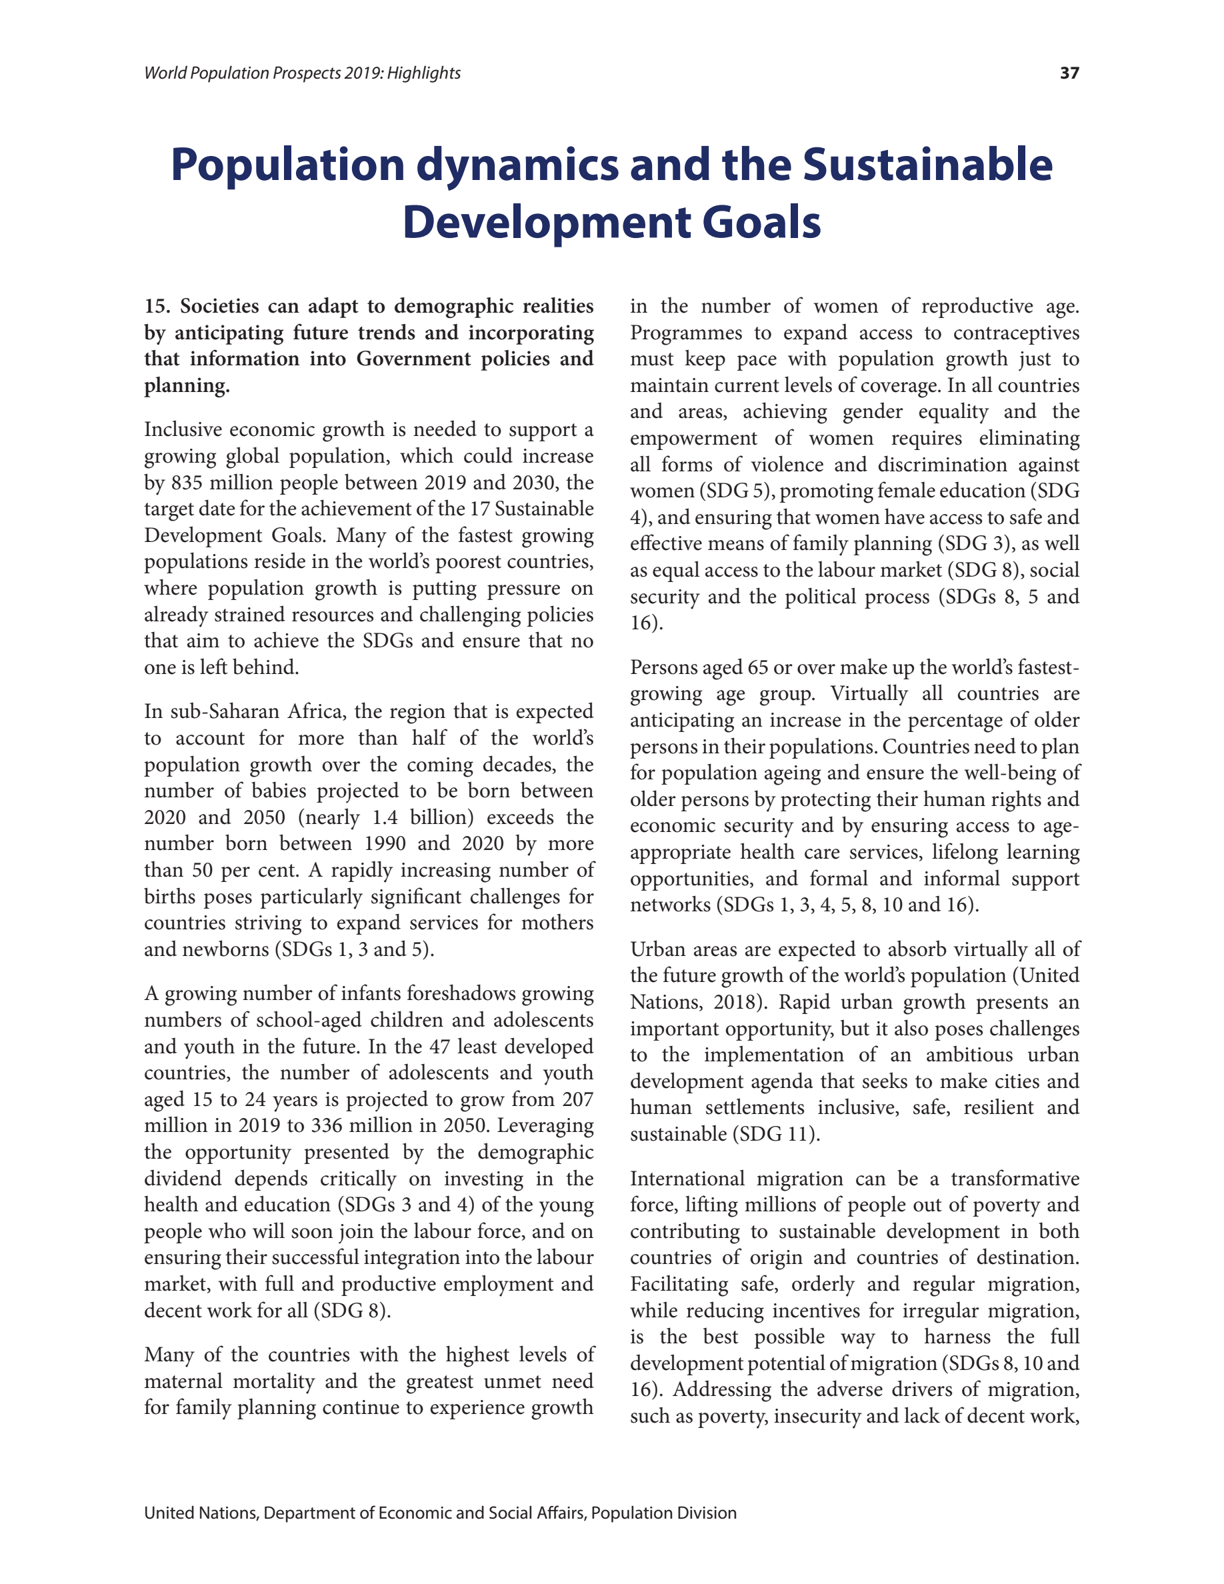 World Population Prospects 2019: Highlights
37
Population dynamics and the Sustainable
Development Goals
15. Societies can adapt to demographic realities
by anticipating future trends and incorporating
that information into Government policies and
planning.
Inclusive economic growth is needed to support a
growing global population, which could increase
by 835 million people between 2019 and 2030, the
target date for the achievement of the 17 Sustainable
Development Goals. Many of the fastest growing
populations reside in the world’s poorest countries,
where population growth is putting pressure on
already strained resources and challenging policies
that aim to achieve the SDGs and ensure that no
one is left behind.
In sub-Saharan Africa, the region that is expected
to account for more than half of the world’s
population growth over the coming decades, the
number of babies projected to be born between
2020 and 2050 (nearly 1.4 billion) exceeds the
number born between 1990 and 2020 by more
than 50 per cent. A rapidly increasing number of
births poses particularly significant challenges for
countries striving to expand services for mothers
and newborns (SDGs 1, 3 and 5).
A growing number of infants foreshadows growing
numbers of school-aged children and adolescents
and youth in the future. In the 47 least developed
countries, the number of adolescents and youth
aged 15 to 24 years is projected to grow from 207
million in 2019 to 336 million in 2050. Leveraging
the opportunity presented by the demographic
dividend depends critically on investing in the
health and education (SDGs 3 and 4) of the young
people who will soon join the labour force, and on
ensuring their successful integration into the labour
market, with full and productive employment and
decent work for all (SDG 8).
Many of the countries with the highest levels of
maternal mortality and the greatest unmet need
for family planning continue to experience growth
in the number of women of reproductive age.
Programmes to expand access to contraceptives
must keep pace with population growth just to
maintain current levels of coverage. In all countries
and areas, achieving gender equality and the
empowerment of women requires eliminating
all forms of violence and discrimination against
women (SDG 5), promoting female education (SDG
4), and ensuring that women have access to safe and
effective means of family planning (SDG 3), as well
as equal access to the labour market (SDG 8), social
security and the political process (SDGs 8, 5 and
16).
Persons aged 65 or over make up the world’s fastest-
growing age group. Virtually all countries are
anticipating an increase in the percentage of older
persons in their populations. Countries need to plan
for population ageing and ensure the well-being of
older persons by protecting their human rights and
economic security and by ensuring access to age-
appropriate health care services, lifelong learning
opportunities, and formal and informal support
networks (SDGs 1, 3, 4, 5, 8, 10 and 16).
Urban areas are expected to absorb virtually all of
the future growth of the world’s population (United
Nations, 2018). Rapid urban growth presents an
important opportunity, but it also poses challenges
to the implementation of an ambitious urban
development agenda that seeks to make cities and
human settlements inclusive, safe, resilient and
sustainable (SDG 11).
International migration can be a transformative
force, lifting millions of people out of poverty and
contributing to sustainable development in both
countries of origin and countries of destination.
Facilitating safe, orderly and regular migration,
while reducing incentives for irregular migration,
is the best possible way to harness the full
development potential of migration (SDGs 8, 10 and
16). Addressing the adverse drivers of migration,
such as poverty, insecurity and lack of decent work,
United Nations, Department of Economic and Social Affairs, Population Division